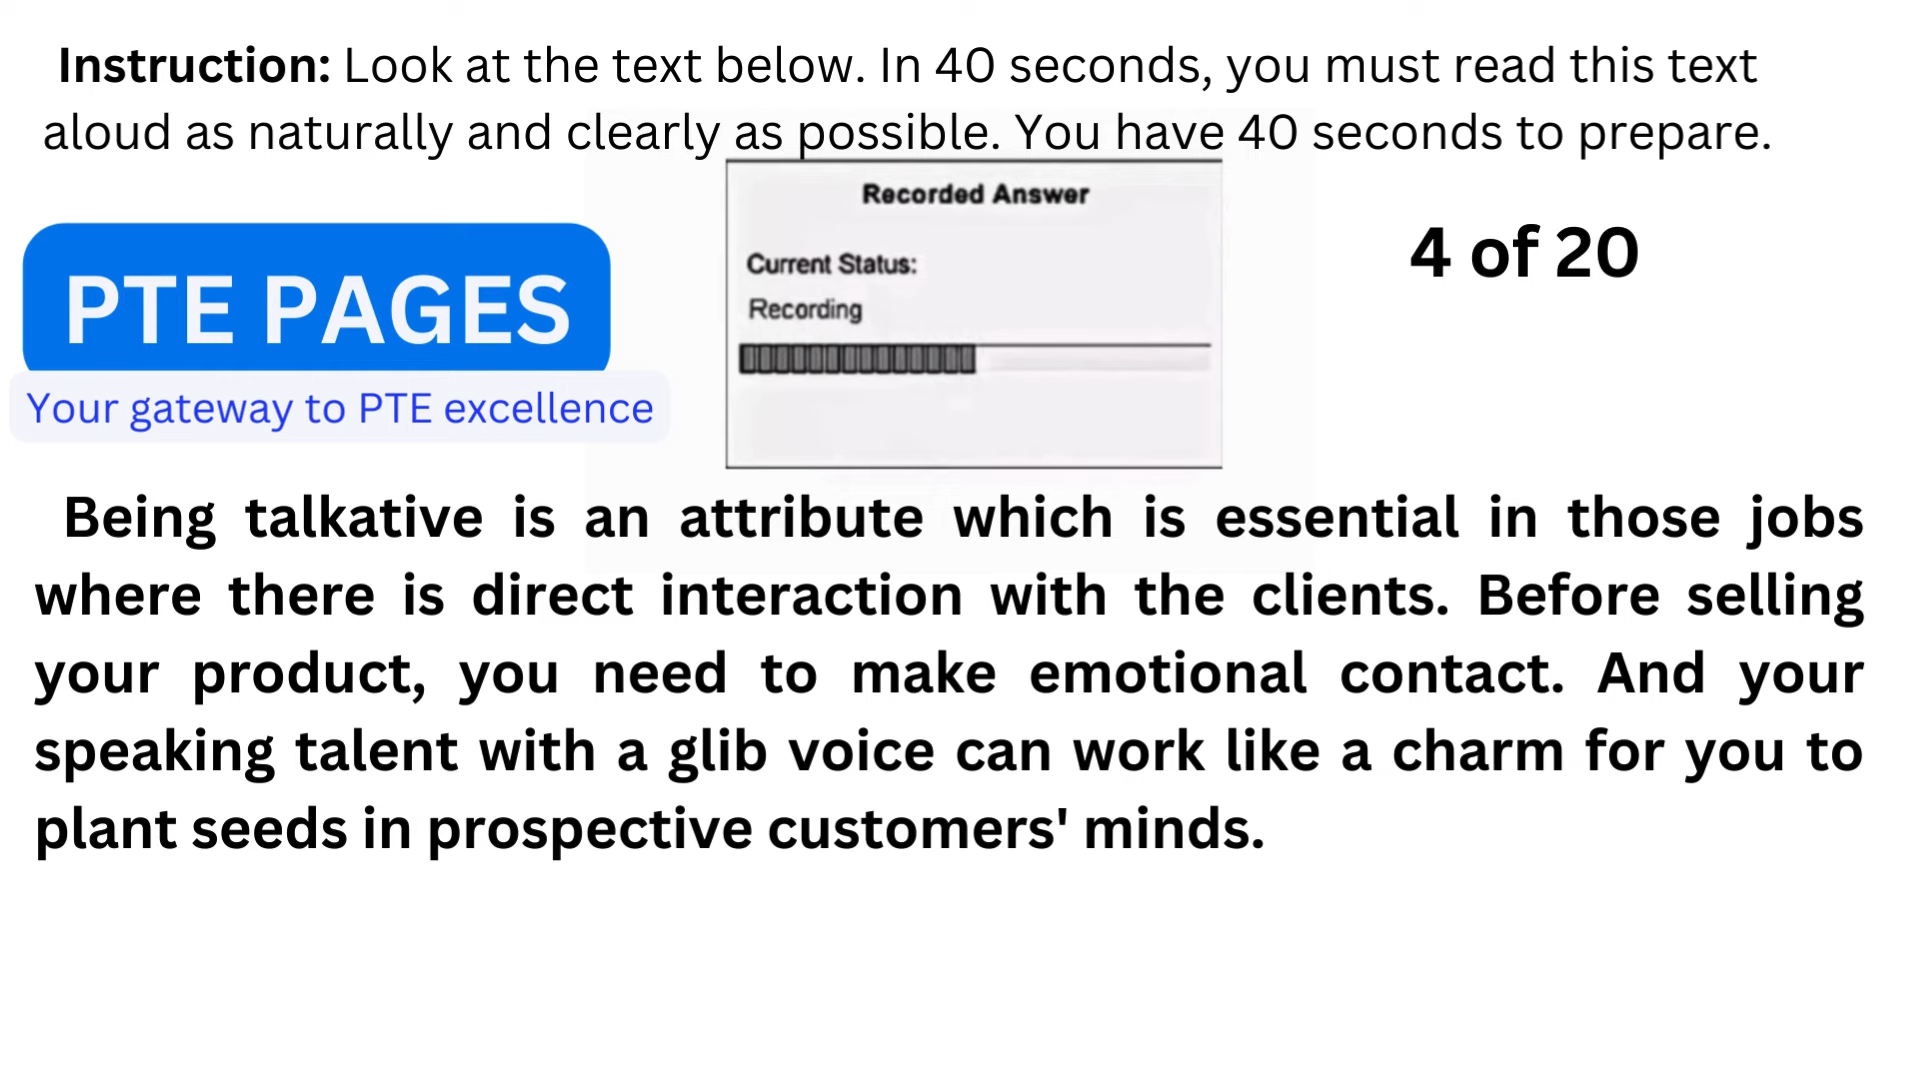 Instruction: Look at the text below. In 40 seconds, you must read this text
aloud as naturally and clearly as possible. You have 40 seconds to prepare.
Recorded Answer
Current Status:
Recording
4 of 20
PTE PAGES
Your gateway to PTE excellence
Being talkative is an attribute which is essential in those jobs
where there is direct interaction with the clients. Before selling
your product, you need to make emotional contact. And your
speaking talent with a glib voice can work like a charm for you to
plant seeds in prospective customers' minds.